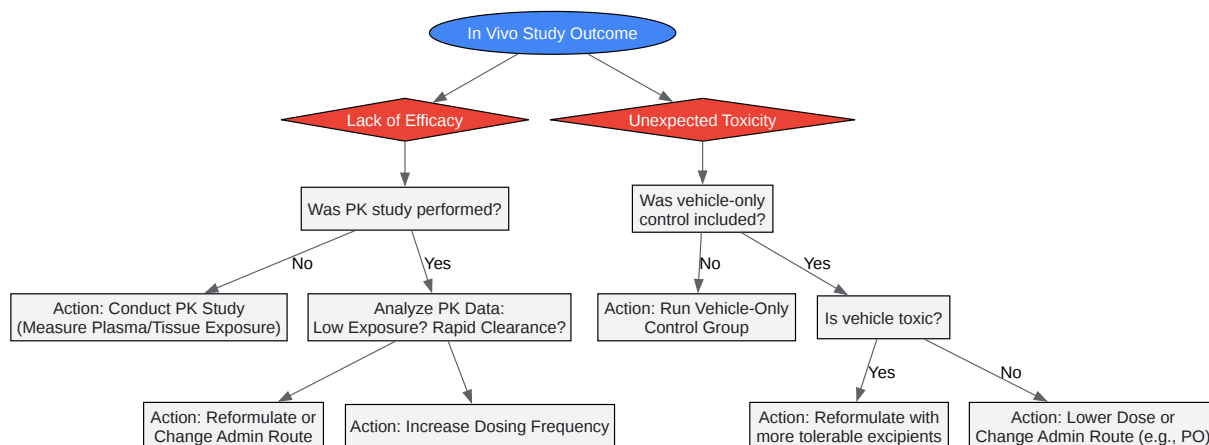 In Vivo Study Outcome
Lack of Efficacy
Unexpected Toxicity
Was PK study performed?
Was vehicle-only
control included?
No
Yes
No
Yes
Action: Conduct PK Study
(Measure Plasma/Tissue Exposure)
Analyze PK Data:
Low Exposure? Rapid Clearance?
Action: Run Vehicle-Only
Control Group
Is vehicle toxic?
Yes
No
Action: Reformulate or
Change Admin Route
Action: Increase Dosing Frequency
Action: Reformulate with
more tolerable excipients
Action: Lower Dose or
Change Admin Route (e.g., PO)